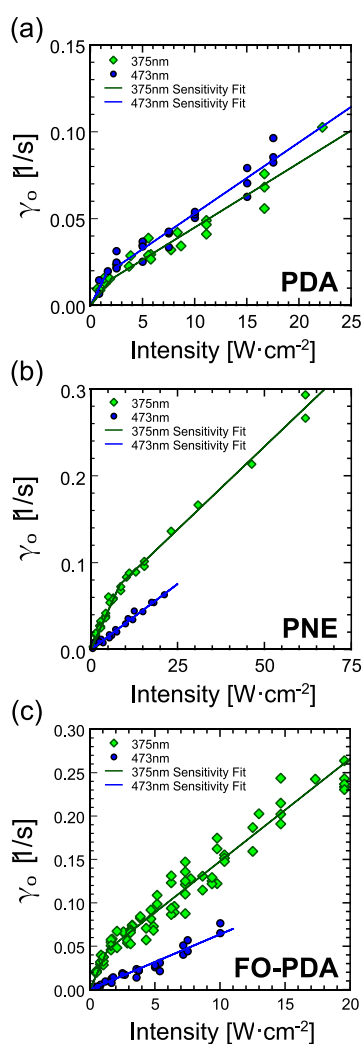 (a)
0.15
0.10
0.05
0.00
γo [1/s]
375nm
473nm
375nm Sensitivity Fit
473nm Sensitivity Fit
PDA
0 5 10 15 20 25
Intensity [W·cm⁻²]
(b)
0.3
0.2
0.1
0.0
γo [1/s]
375nm
473nm
375nm Sensitivity Fit
473nm Sensitivity Fit
PNE
0 25 50 75
Intensity [W·cm⁻²]
(c)
0.30
0.25
0.20
0.15
0.10
0.05
0.00
γo [1/s]
375nm
473nm
375nm Sensitivity Fit
473nm Sensitivity Fit
FO-PDA
0 5 10 15 20
Intensity [W·cm⁻²]